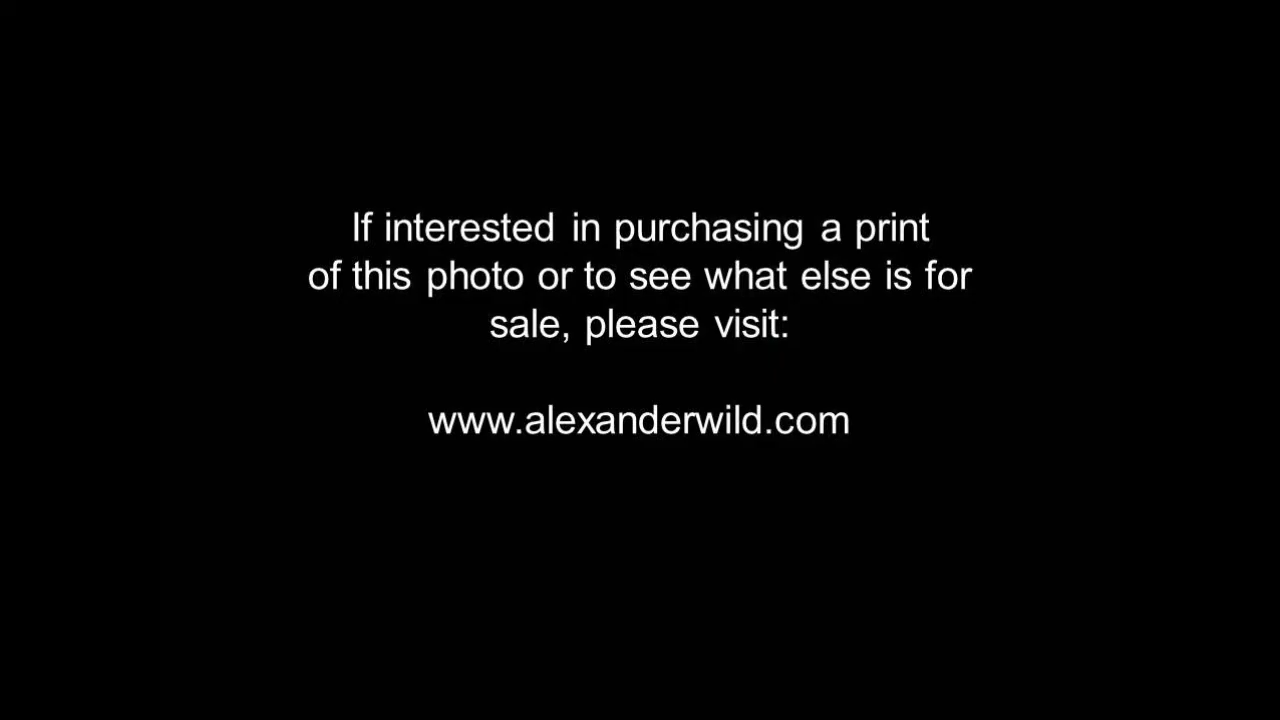 If interested in purchasing a print
of this photo or to see what else is for
sale, please visit:
www.alexanderwild.com